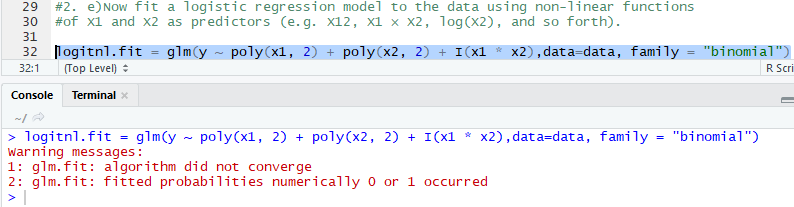 29 #2. e)Now fit a logistic regression model to the data using non-linear functions
30 #of X1 and X2 as predictors (e.g. X12, X1 × X2, log(X2), and so forth).
31
32 logitnl.fit = glm(y ~ poly(x1, 2) + poly(x2, 2) + I(x1 * x2),data=data, family = "binomial")
32:1 (Top Level) R Scri
Console Terminal
~/
> logitnl.fit = glm(y ~ poly(x1, 2) + poly(x2, 2) + I(x1 * x2),data=data, family = "binomial")
Warning messages:
1: glm.fit: algorithm did not converge
2: glm.fit: fitted probabilities numerically 0 or 1 occurred
>